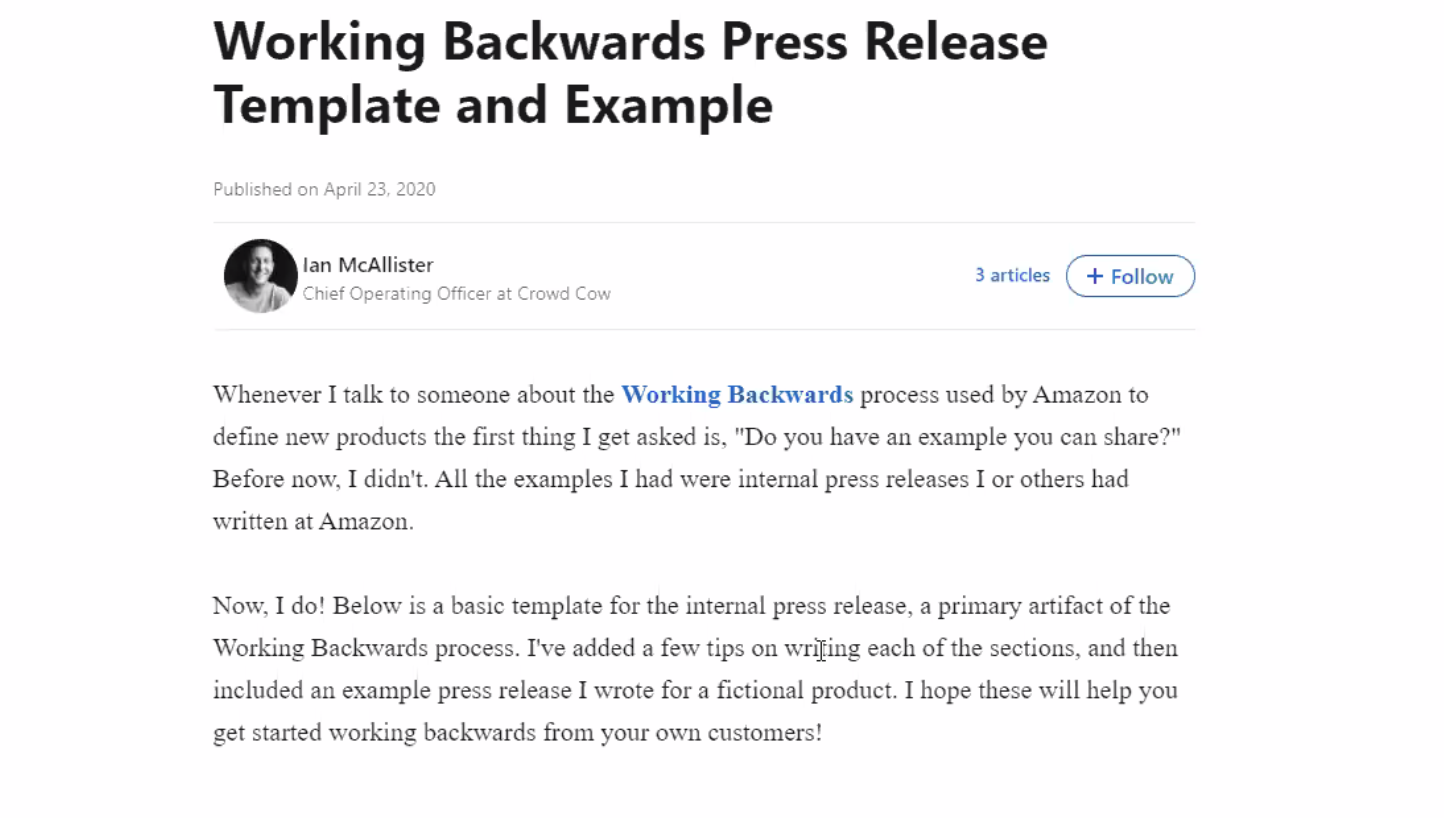 Working Backwards Press Release
Template and Example
Published on April 23, 2020
Ian McAllister
Chief Operating Officer at Crowd Cow
3 articles
+ Follow
Whenever I talk to someone about the Working Backwards process used by Amazon to
define new products the first thing I get asked is, "Do you have an example you can share?"
Before now, I didn't. All the examples I had were internal press releases I or others had
written at Amazon.
Now, I do! Below is a basic template for the internal press release, a primary artifact of the
Working Backwards process. I've added a few tips on writing each of the sections, and then
included an example press release I wrote for a fictional product. I hope these will help you
get started working backwards from your own customers!